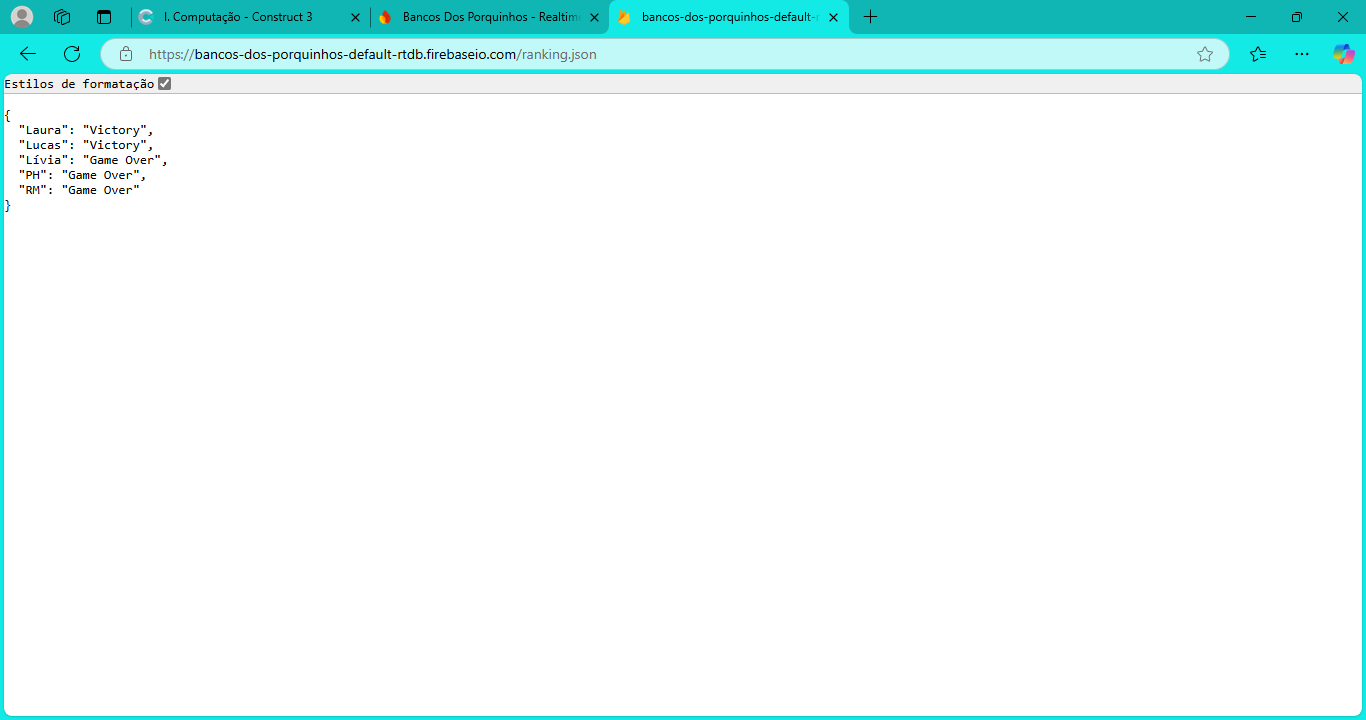 I. Computação - Construct 3
Bancos Dos Porquinhos - Realtim
bancos-dos-porquinhos-default-r
https://bancos-dos-porquinhos-default-rtdb.firebaseio.com/ranking.json
Estilos de formatação
{
"Laura": "Victory",
"Lucas": "Victory",
"Lívia": "Game Over",
"PH": "Game Over",
"RM": "Game Over"
}